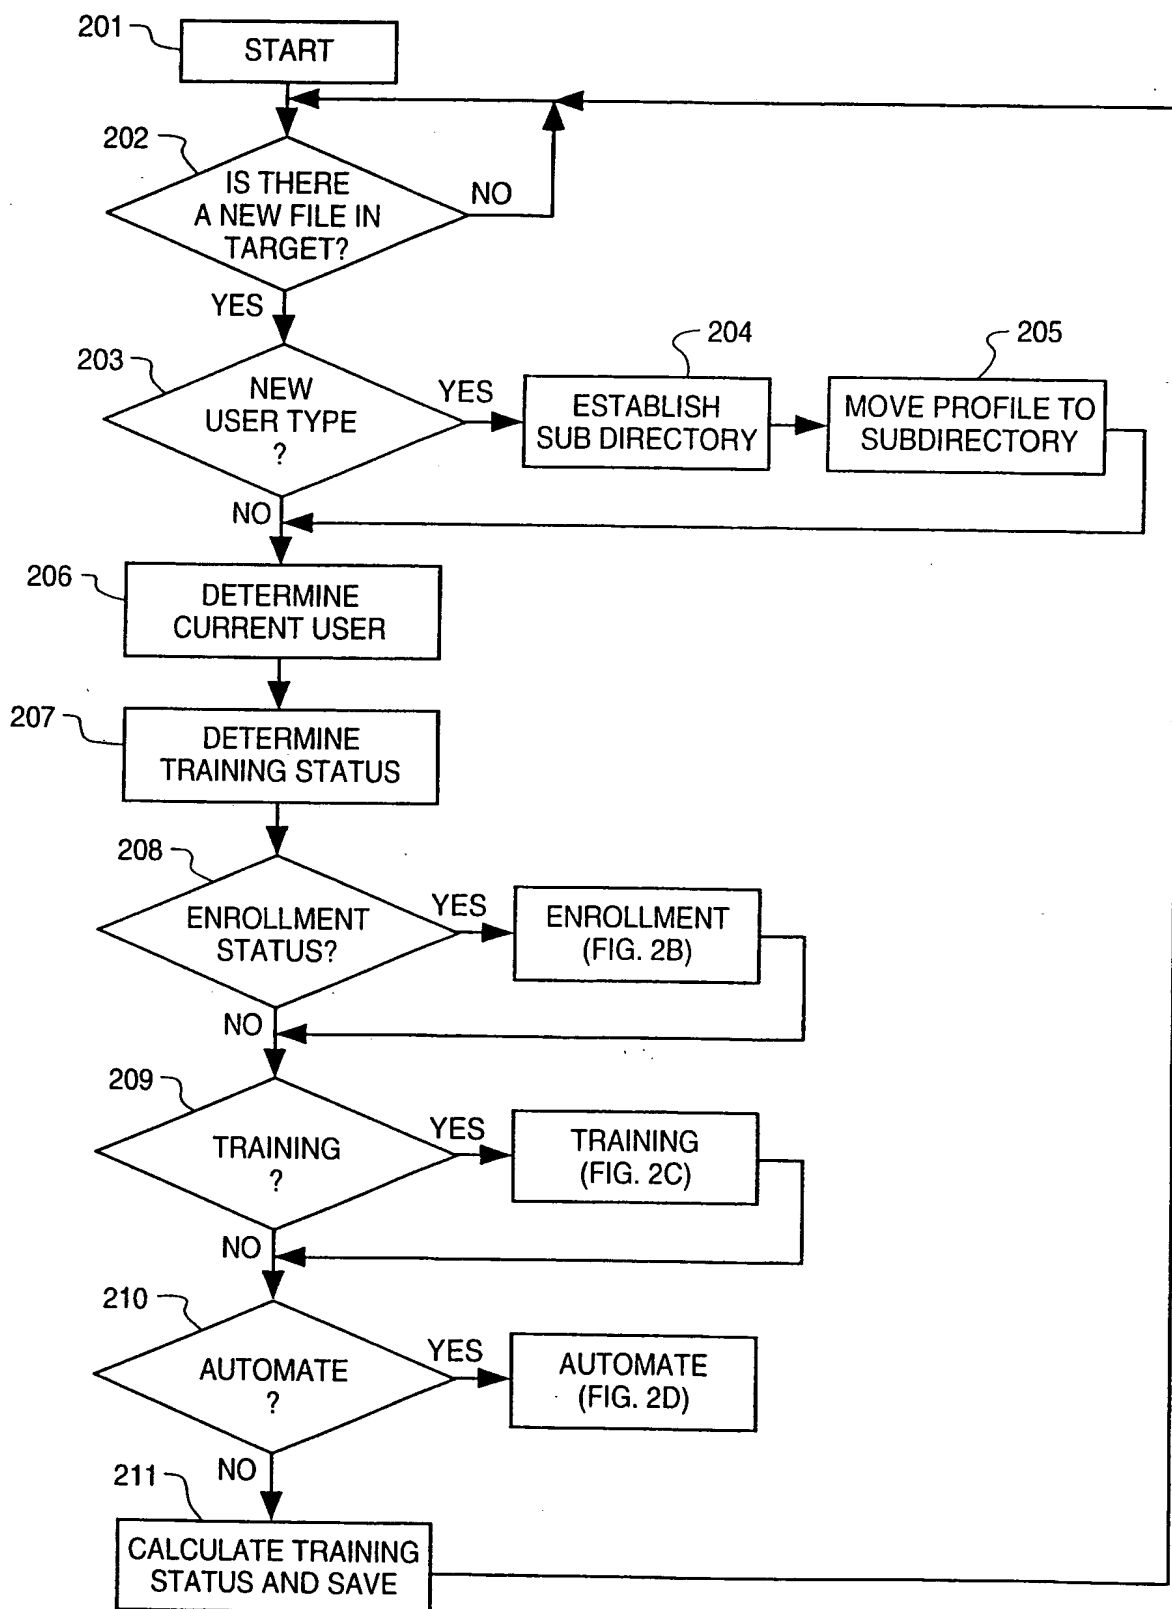 201
START
202
IS THERE
A NEW FILE IN
TARGET?
NO
YES
203
NEW
USER TYPE
?
YES
204
ESTABLISH
SUB DIRECTORY
205
MOVE PROFILE TO
SUBDIRECTORY
NO
206
DETERMINE
CURRENT USER
207
DETERMINE
TRAINING STATUS
208
ENROLLMENT
STATUS?
YES
ENROLLMENT
(FIG. 2B)
NO
209
TRAINING
?
YES
TRAINING
(FIG. 2C)
NO
210
AUTOMATE
?
YES
AUTOMATE
(FIG. 2D)
NO
211
CALCULATE TRAINING
STATUS AND SAVE